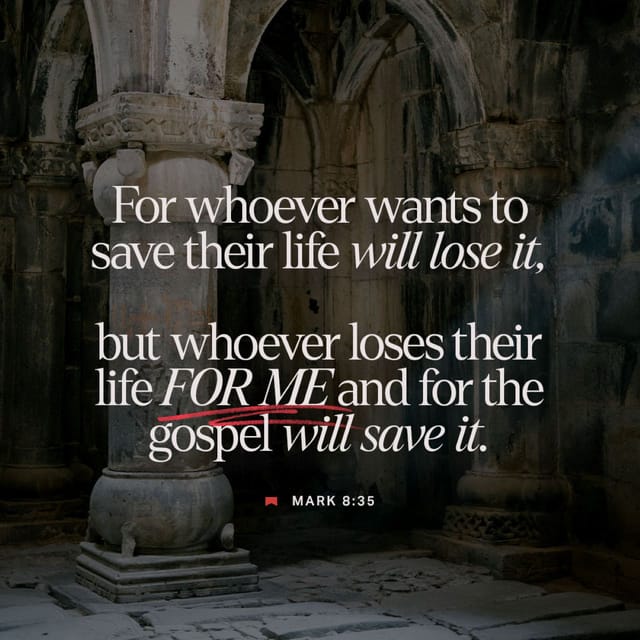 For whoever wants to
save their life will lose it,
but whoever loses their
life FOR ME and for the
gospel will save it.
MARK 8:35